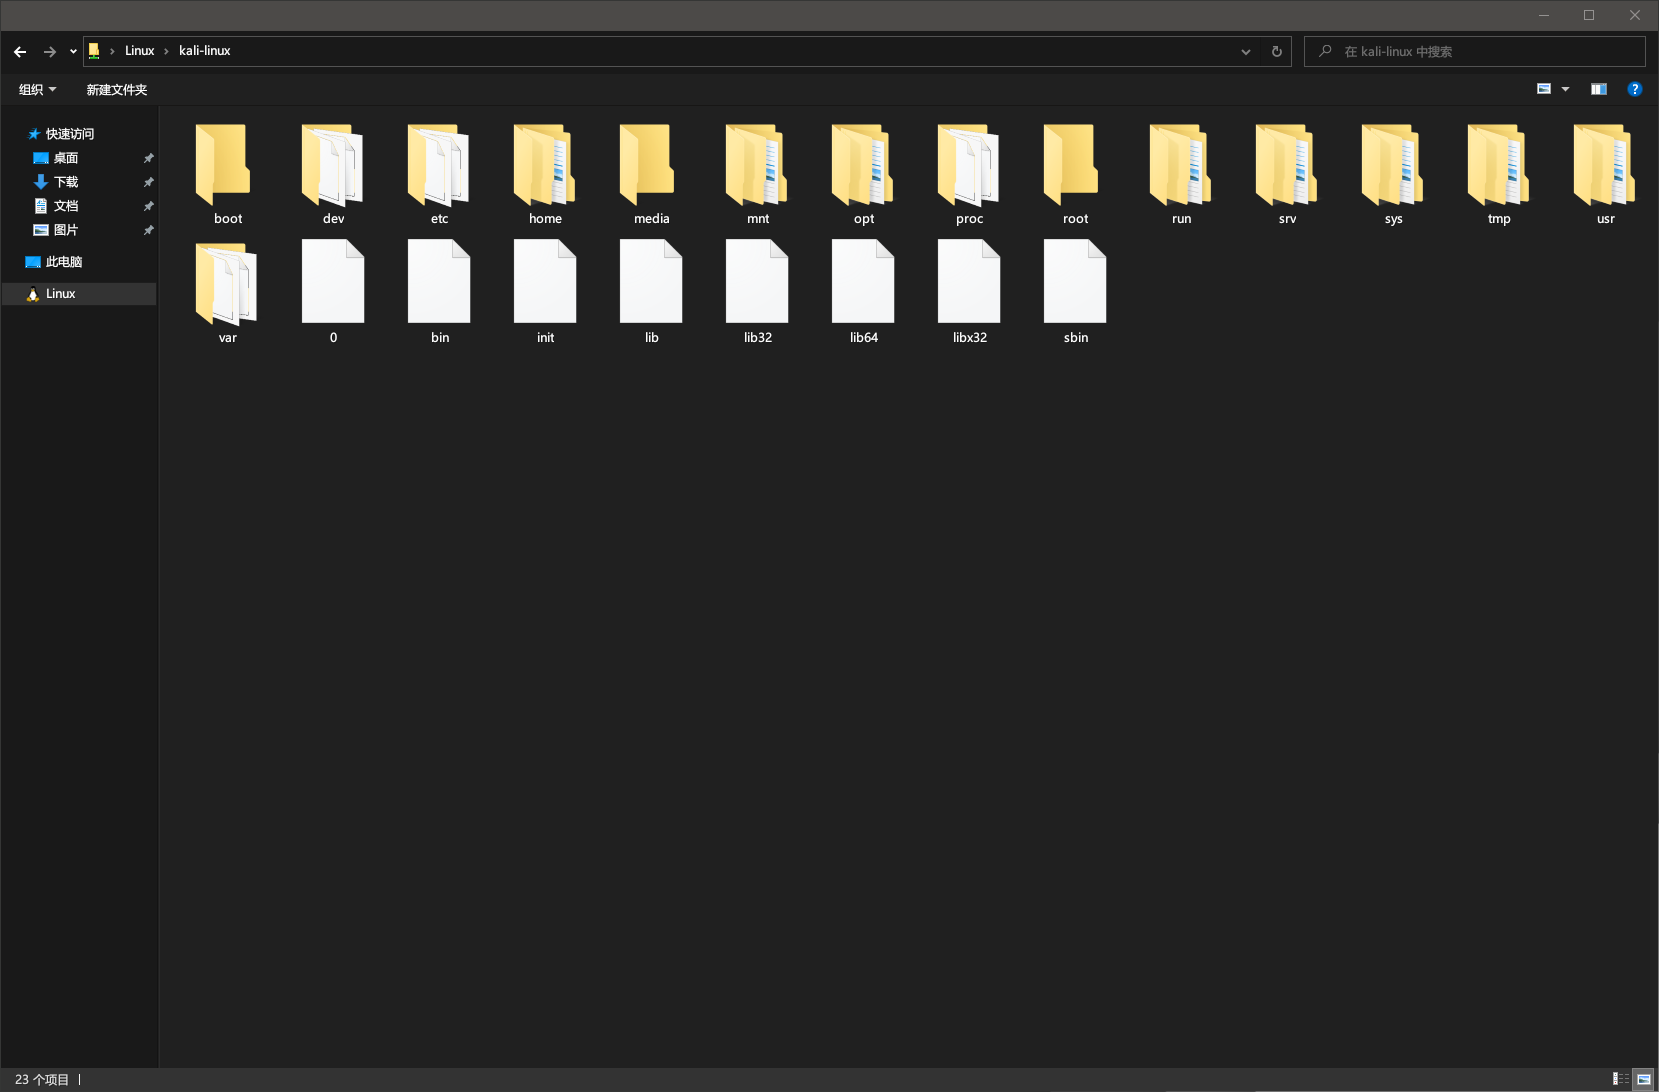 Linux › kali-linux
在 kali-linux 中搜索
组织 新建文件夹
快速访问
桌面
下载
文档
图片
此电脑
Linux
boot dev etc home media mnt opt proc root run srv sys tmp usr
var 0 bin init lib lib32 lib64 libx32 sbin
23 个项目